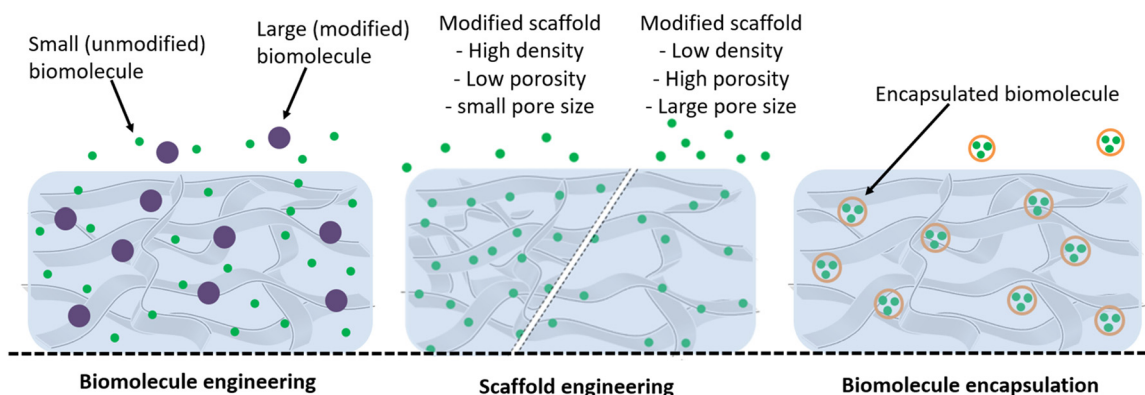 Small (unmodified)
biomolecule
Large (modified)
biomolecule
Modified scaffold
- High density
- Low porosity
- small pore size
Modified scaffold
- Low density
- High porosity
- Large pore size
Encapsulated biomolecule
Biomolecule engineering
Scaffold engineering
Biomolecule encapsulation